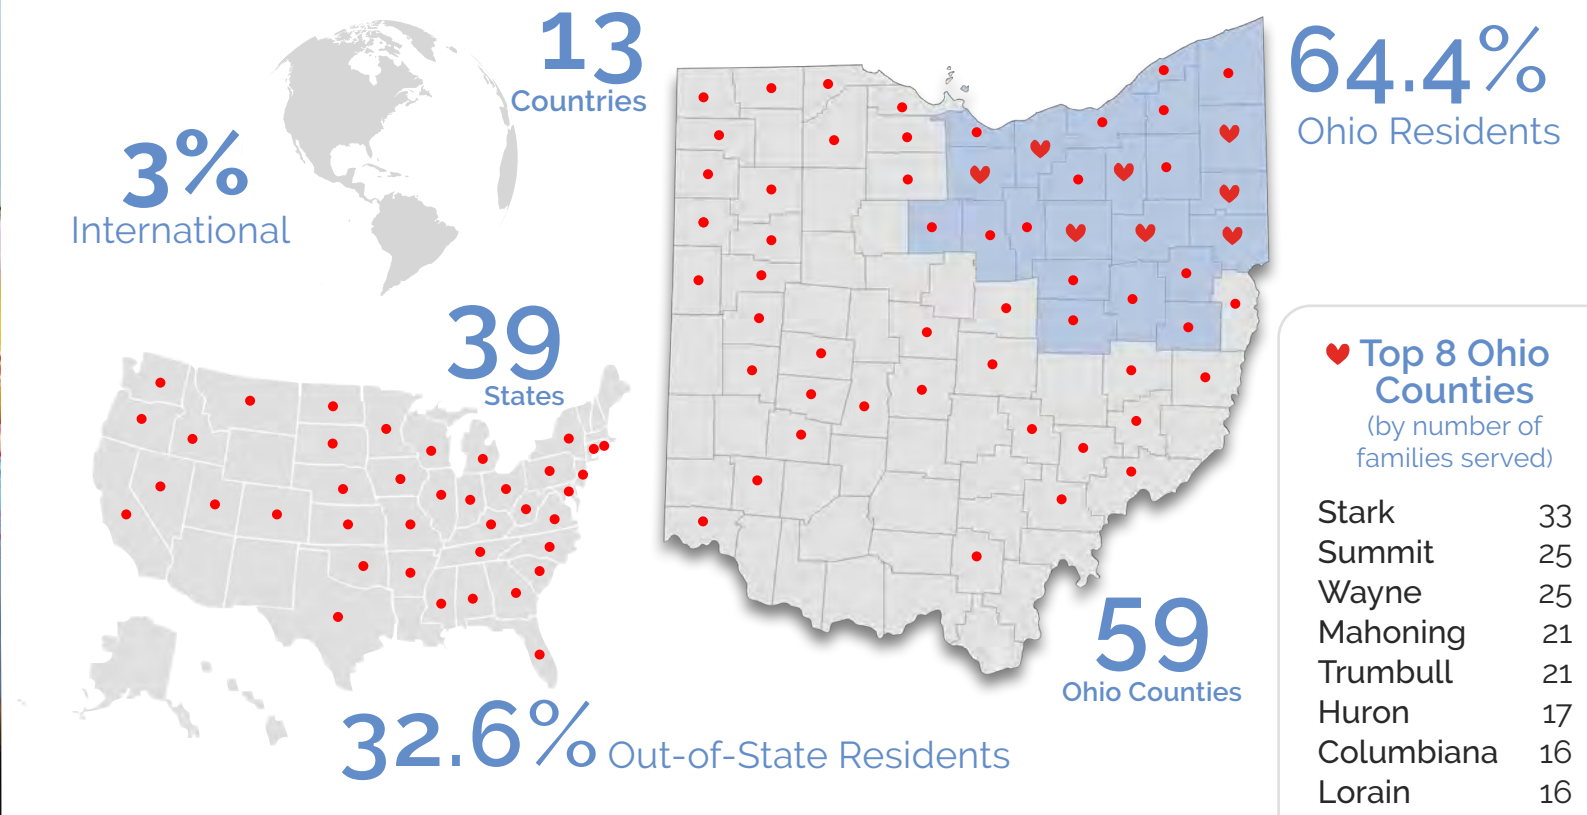 13
Countries
3%
International
64.4%
Ohio Residents
39
States
59
Ohio Counties
32.6% Out-of-State Residents
Top 8 Ohio
Counties
(by number of
families served)
Stark 33
Summit 25
Wayne 25
Mahoning 21
Trumbull 21
Huron 17
Columbiana 16
Lorain 16